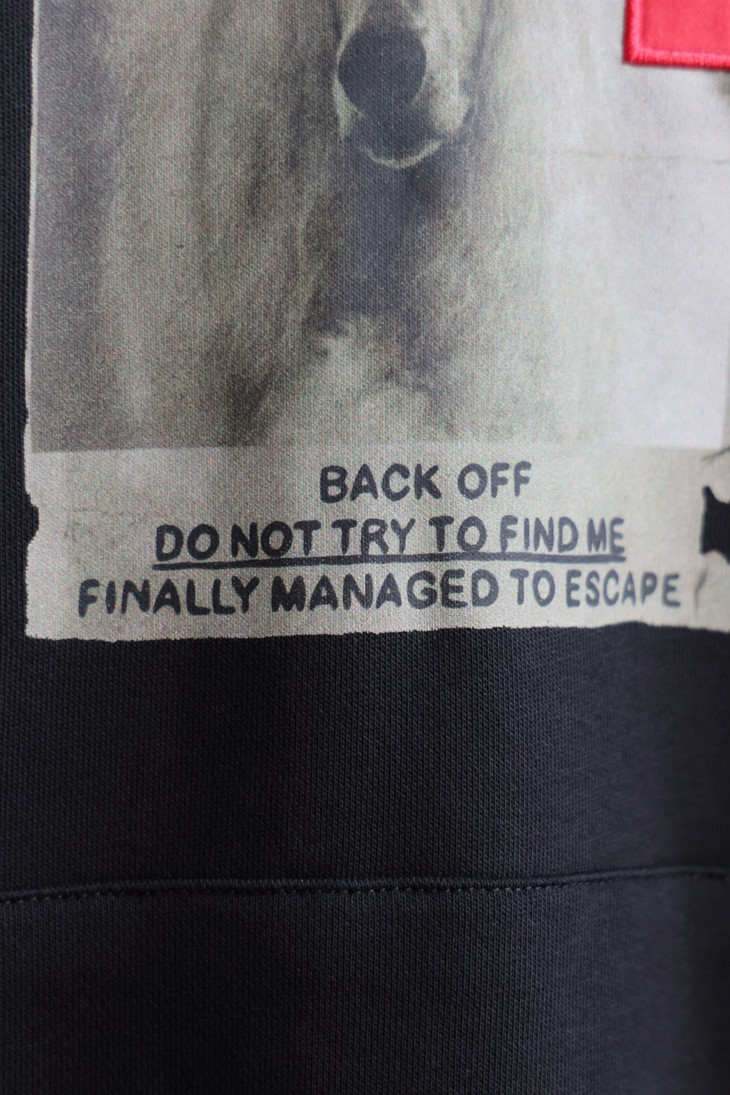 BACK OFF
DO NOT TRY TO FIND ME
FINALLY MANAGED TO ESCAPE